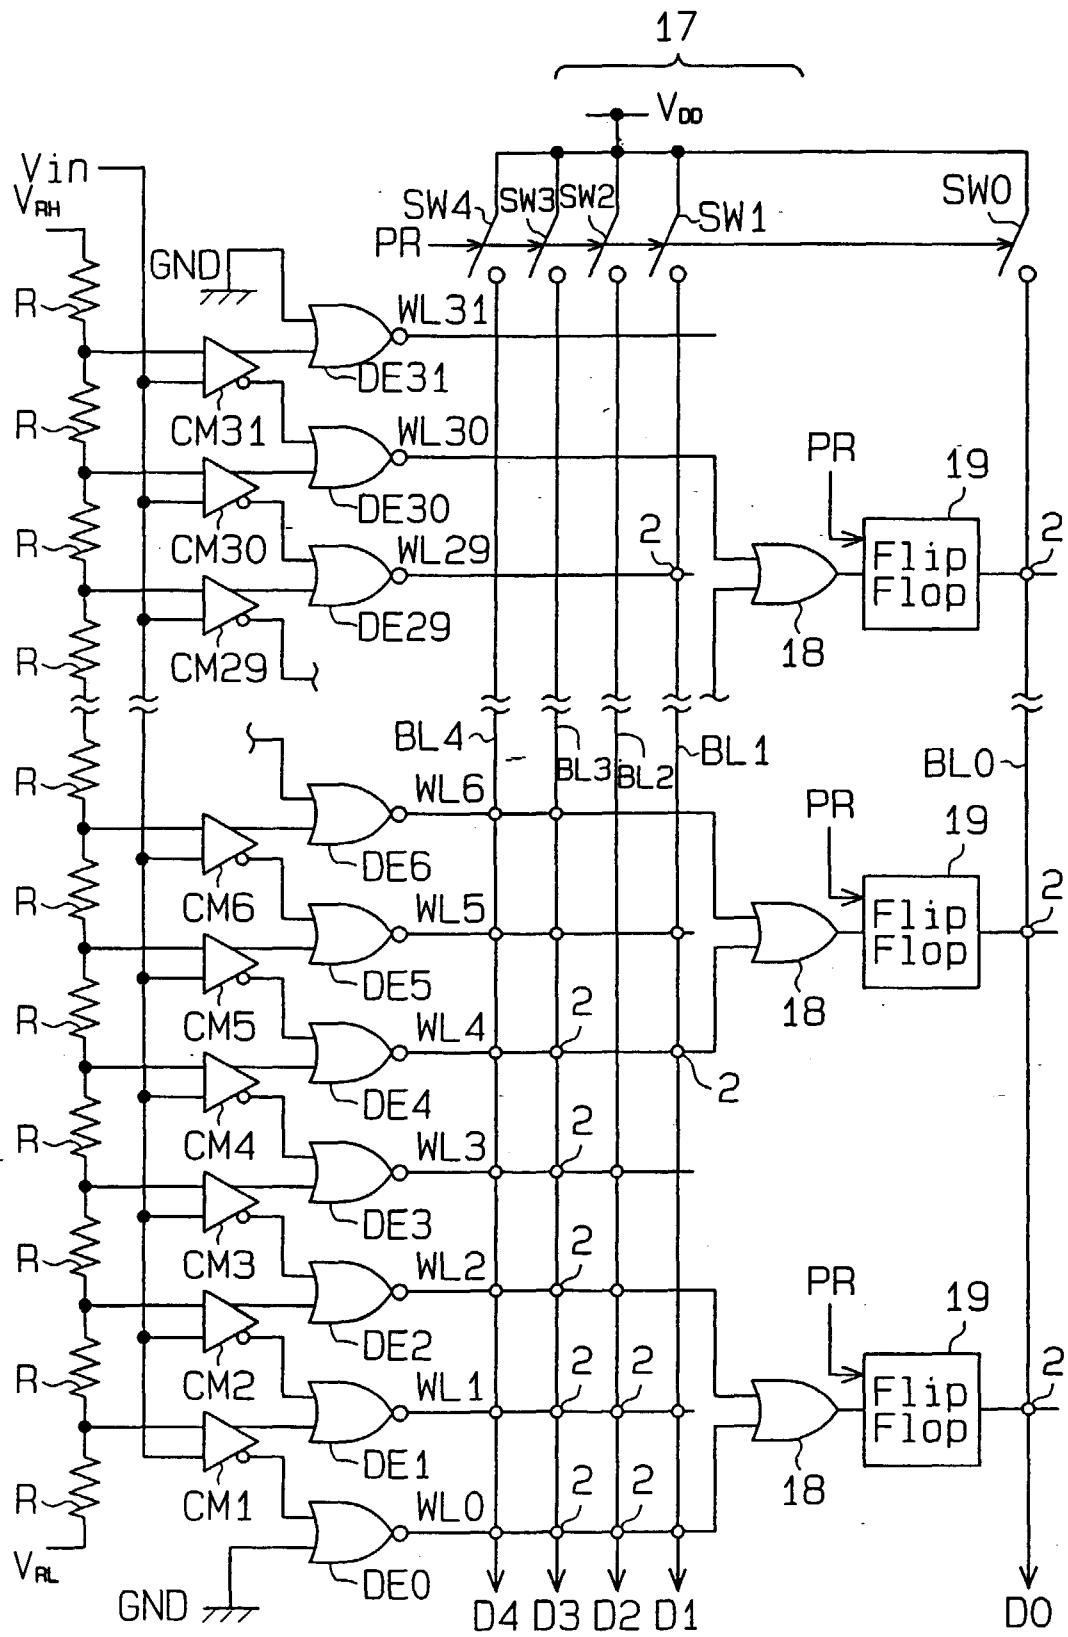 17
VDD
Vin
VRH
SW4 SW3 SW2 SW1 SW0
PR
GND
R
WL31
DE31
CM31
R
WL30
DE30
PR
19
CM30
R
WL29
2
Flip
Flop
2
DE29
18
CM29
R
BL4 BL3 BL2 BL1 BL0
R
WL6
PR
19
DE6
CM6
R
WL5
Flip
Flop
2
DE5
18
CM5
R
WL4
2
2
DE4
CM4
R
WL3
2
DE3
CM3
R
WL2
2
PR
19
DE2
CM2
R
WL1
2 2
Flip
Flop
2
DE1
18
CM1
R
WL0
2 2
VRL
DE0
GND
D4 D3 D2 D1 D0